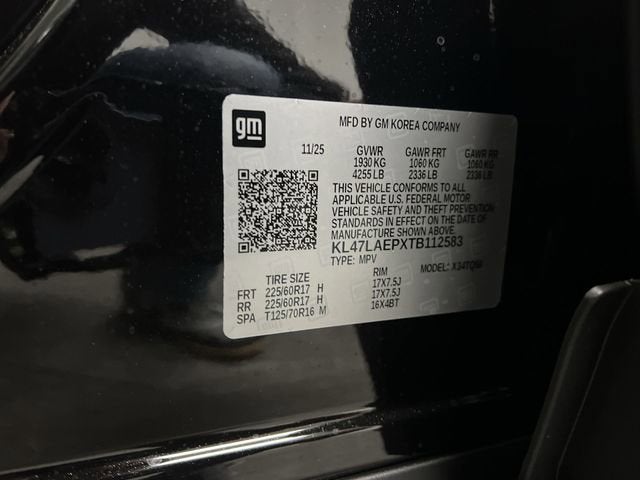 gm
MFD BY GM KOREA COMPANY
11/25 GVWR GAWR FRT GAWR RR
1930 KG 1060 KG 1060 KG
4255 LB 2336 LB 2336 LB
THIS VEHICLE CONFORMS TO ALL
APPLICABLE U.S. FEDERAL MOTOR
VEHICLE SAFETY AND THEFT PREVENTION
STANDARDS IN EFFECT ON THE DATE OF
MANUFACTURE SHOWN ABOVE.
KL47LAEPXTB112583
TYPE: MPV MODEL:
TIRE SIZE RIM
FRT 225/60R17 H 17X7.5J
RR 225/60R17 H 17X7.5J
SPA T125/70R16 M 16X4BT